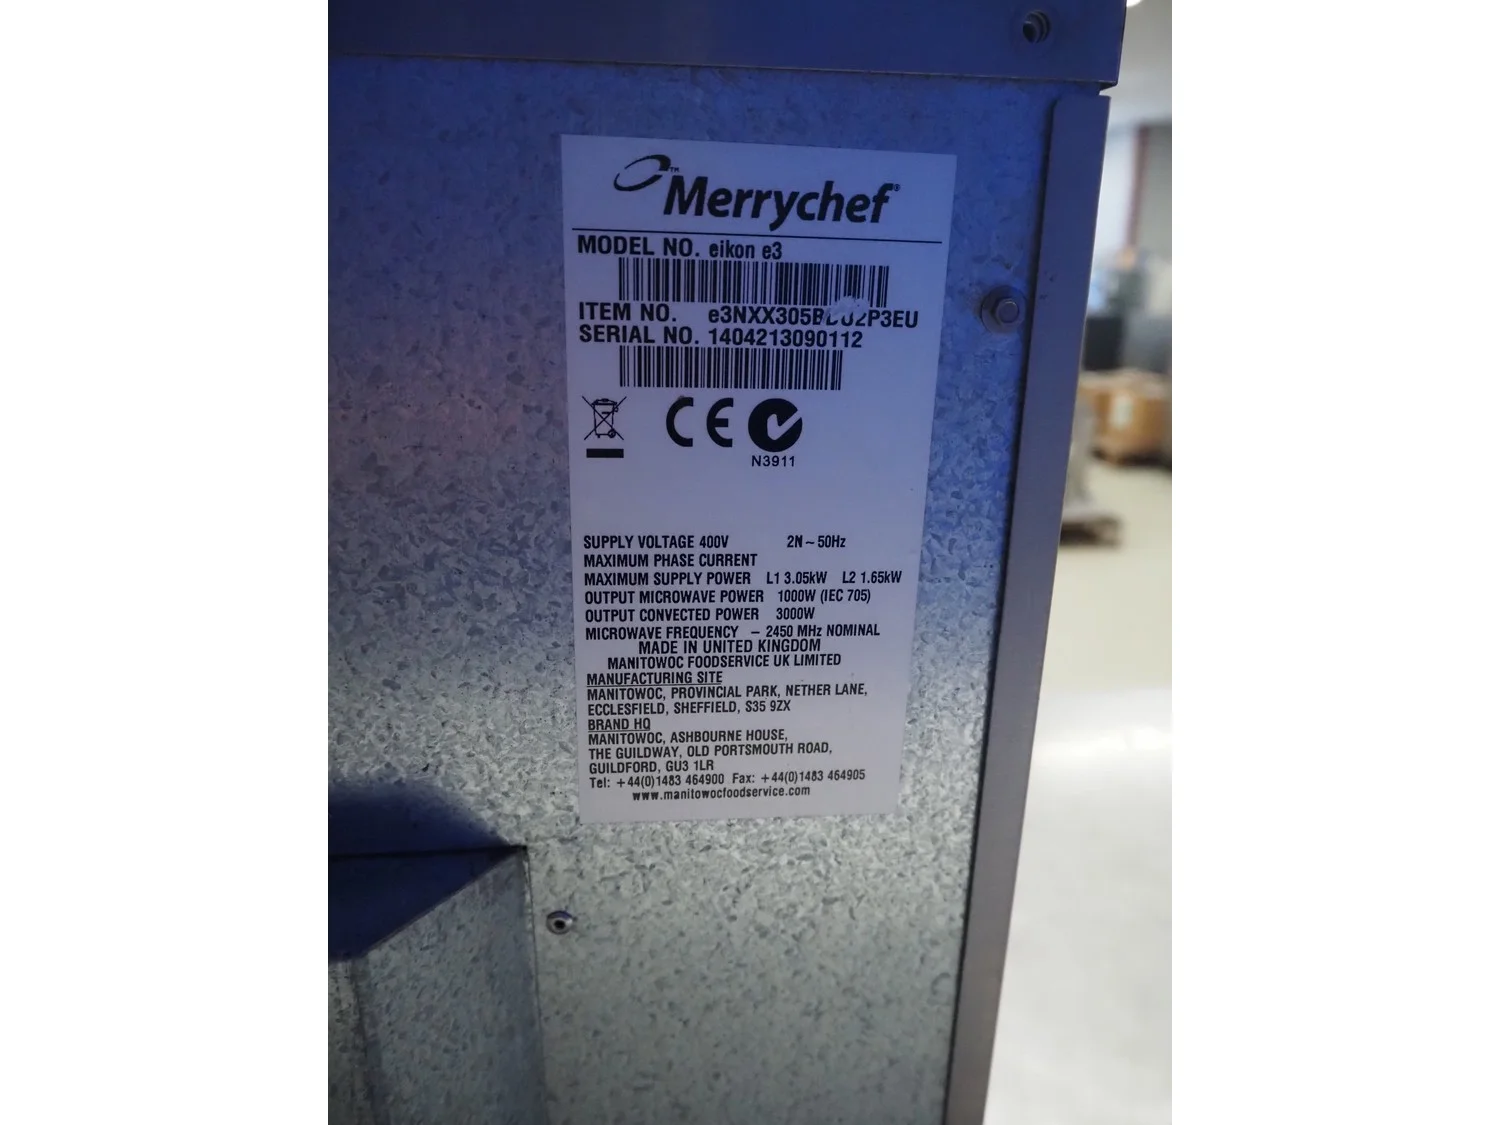 Merrychef®
MODEL NO. eikon e3
ITEM NO.
SERIAL NO. 1404213090112
CE
N3911
SUPPLY VOLTAGE 400V 2N ~ 50Hz
MAXIMUM PHASE CURRENT
MAXIMUM SUPPLY POWER L1 3.05kW L2 1.65kW
OUTPUT MICROWAVE POWER 1000W (IEC 705)
OUTPUT CONVECTED POWER 3000W
MICROWAVE FREQUENCY – 2450 MHz NOMINAL
MADE IN UNITED KINGDOM
MANITOWOC FOODSERVICE UK LIMITED
MANUFACTURING SITE
MANITOWOC, PROVINCIAL PARK, NETHER LANE,
ECCLESFIELD, SHEFFIELD, S35 9ZX
BRAND HQ
MANITOWOC, ASHBOURNE HOUSE,
THE GUILDWAY, OLD PORTSMOUTH ROAD,
GUILDFORD, GU3 1LR
Tel: +44(0)1483 464900 Fax: +44(0)1483 464905
www.manitowocfoodservice.com